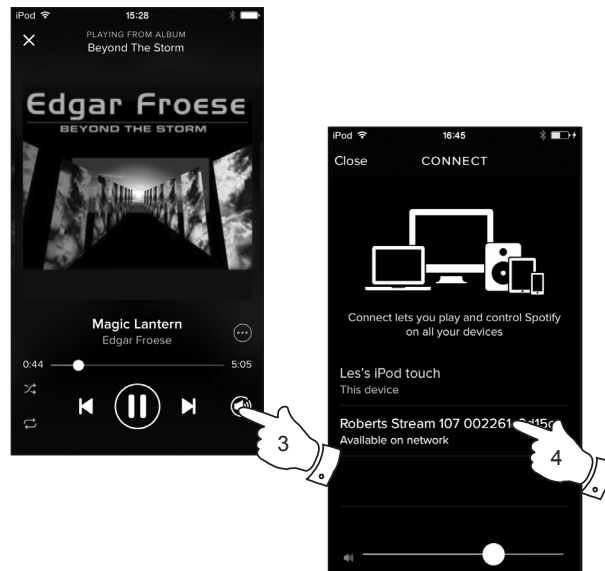 iPod 15:28
PLAYING FROM ALBUM
Beyond The Storm
Edgar Froese
BEYOND THE STORM
Magic Lantern
Edgar Froese
0:44 5:05
3
iPod 16:45
Close CONNECT
Connect lets you play and control Spotify
on all your devices
Les's iPod touch
This device
Roberts Stream 107
Available on network
4